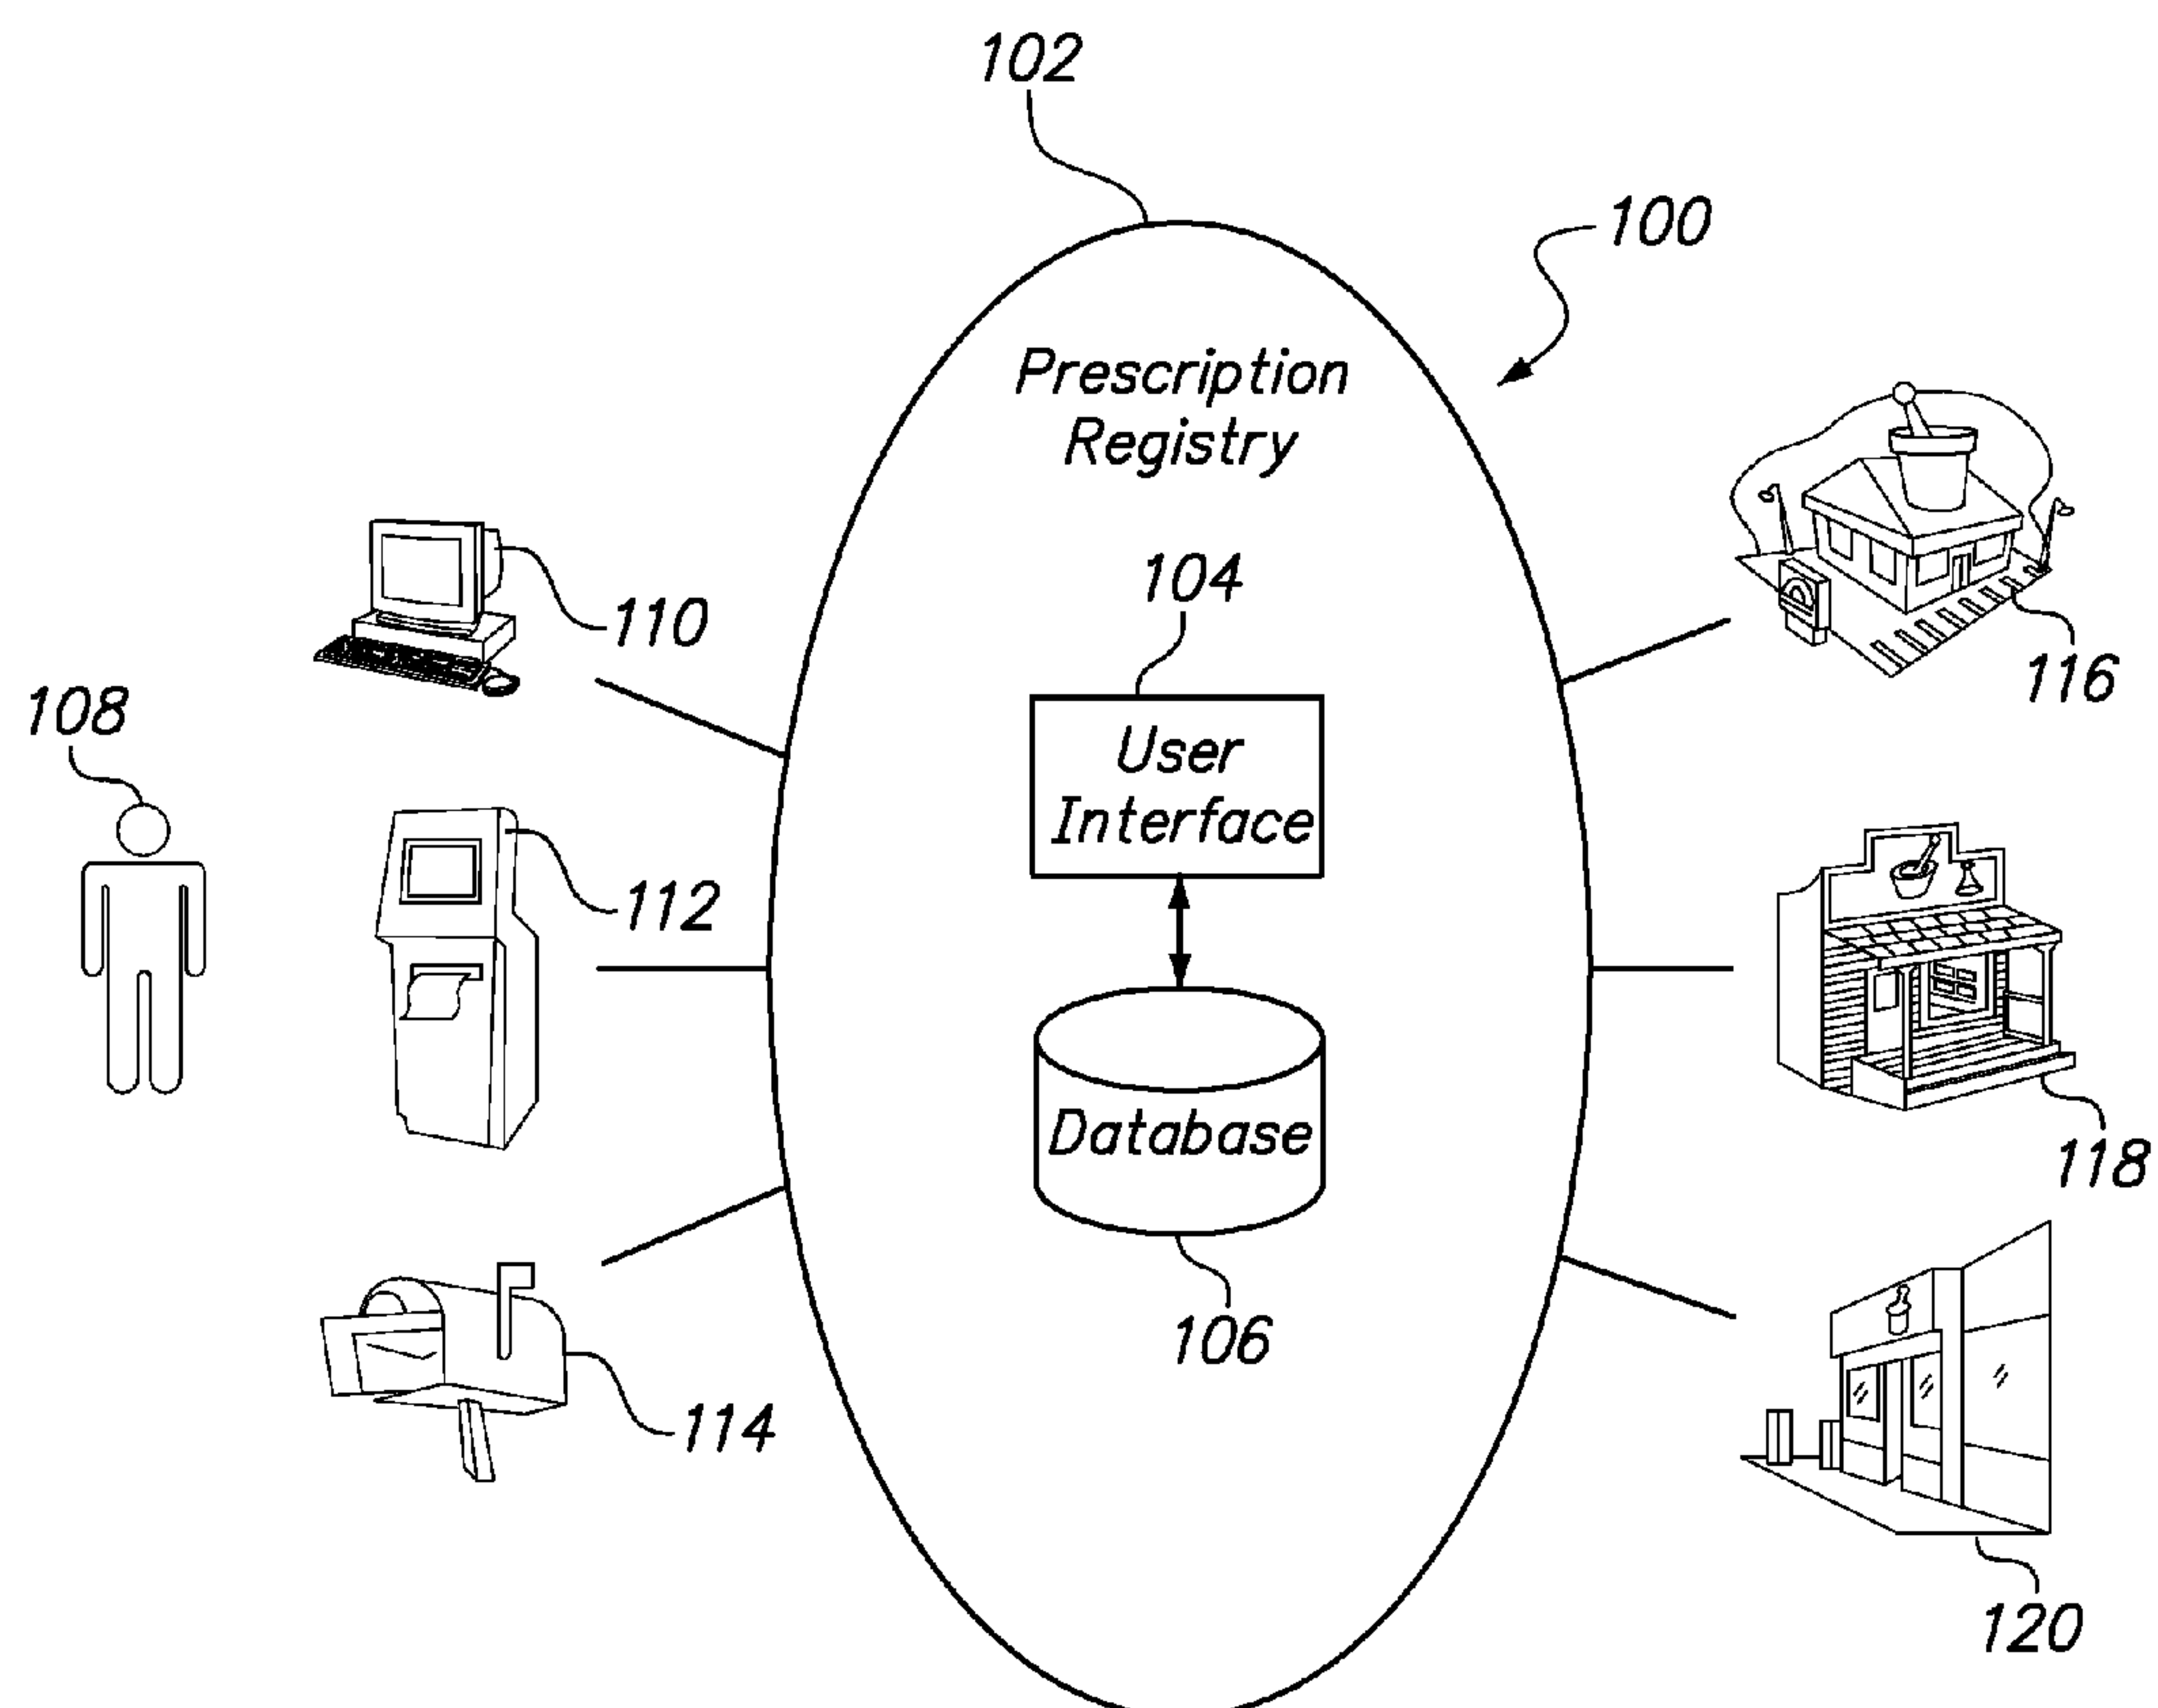 102
100
Prescription
Registry
104
110
116
108
User
Interface
112
Database
118
106
114
120